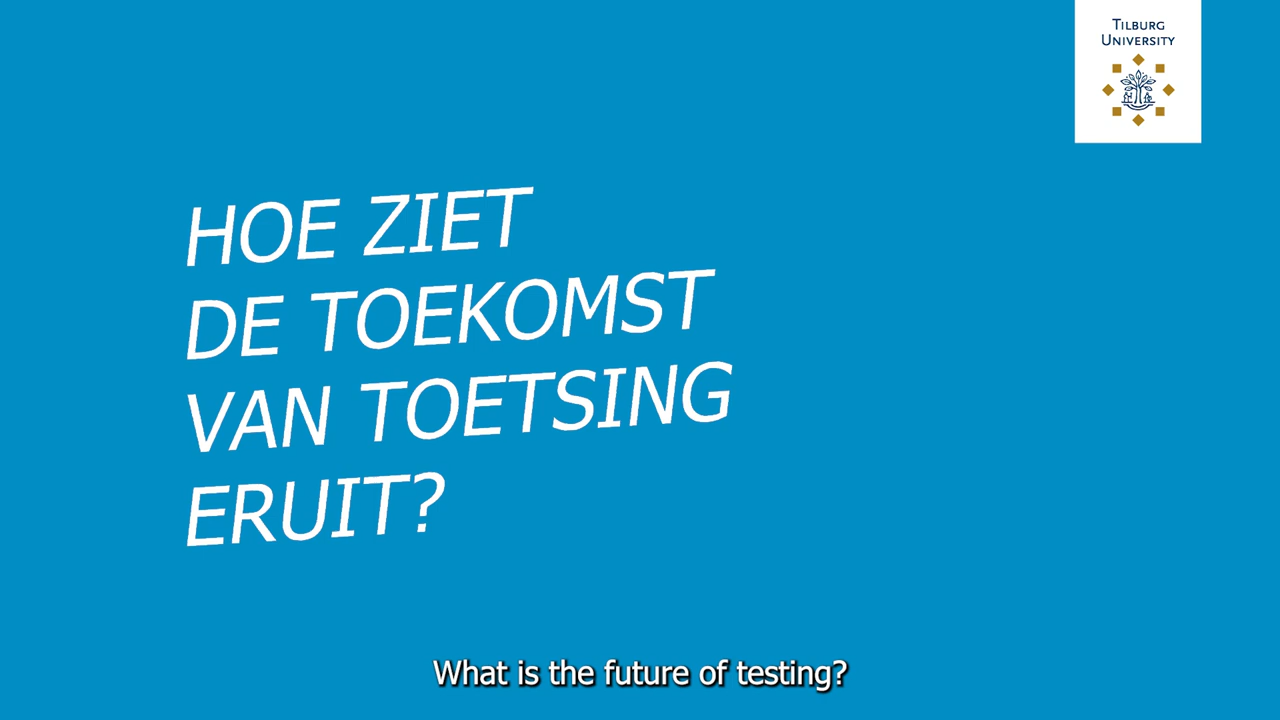 TILBURG
UNIVERSITY
HOE ZIET
DE TOEKOMST
VAN TOETSING
ERUIT?
What is the future of testing?